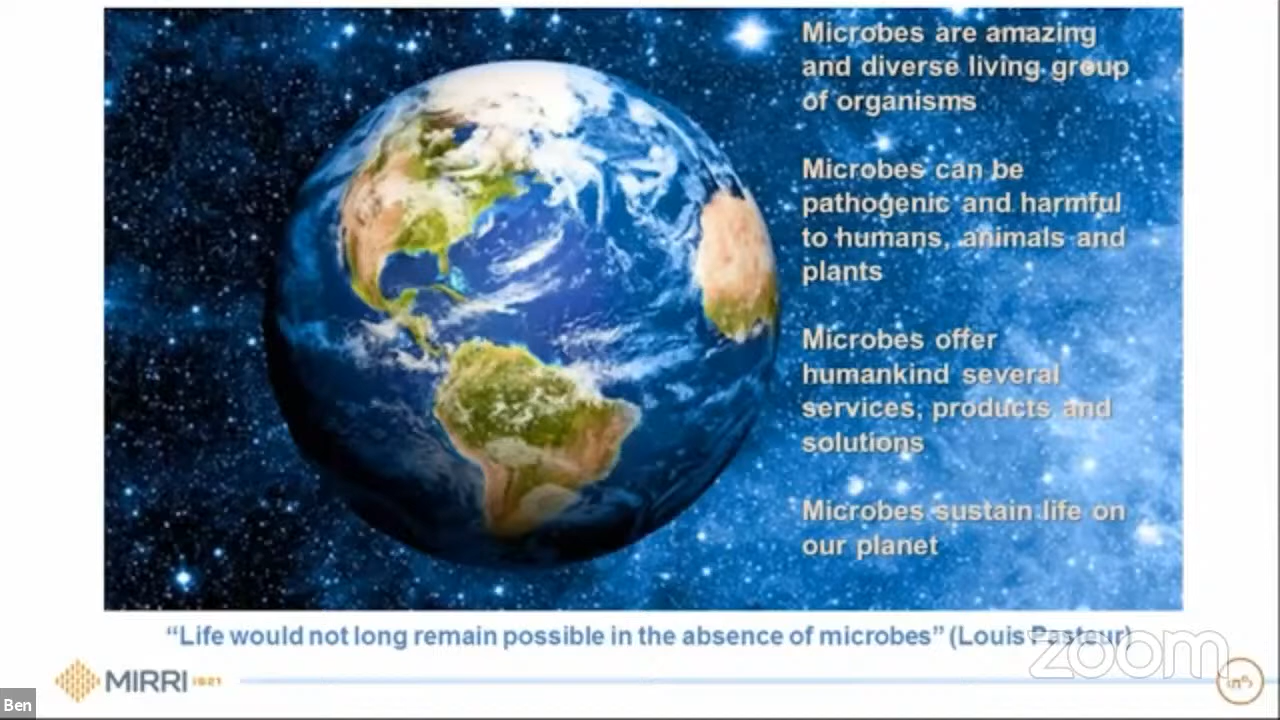 Microbes are amazing
and diverse living group
of organisms
Microbes can be
pathogenic and harmful
to humans, animals and
plants
Microbes offer
humankind several
services, products and
solutions
Microbes sustain life on
our planet
“Life would not long remain possible in the absence of microbes” (Louis Pasteur)
zoom
MIRRI
Ben